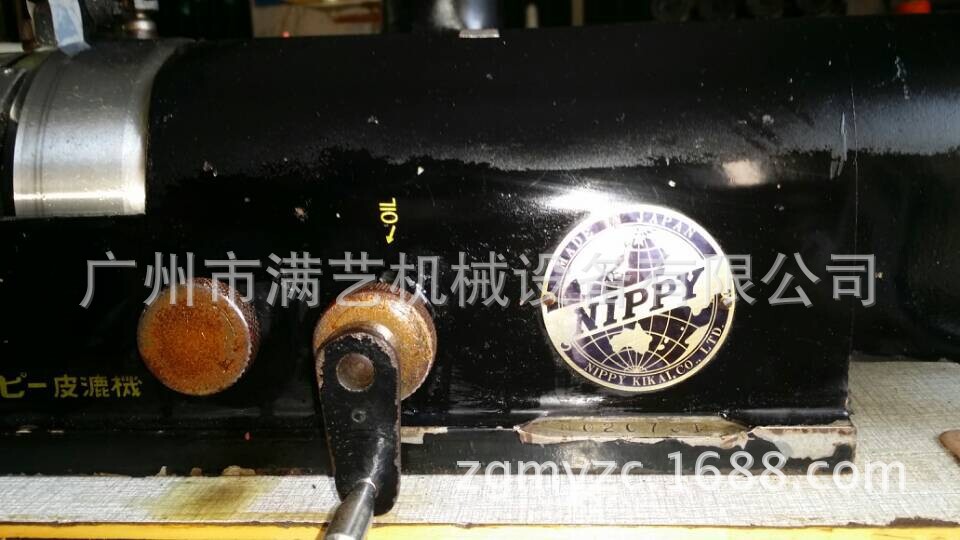 ←OIL
广州市满艺机械设备有限公司
MADE IN JAPAN
NIPPY
NIPPY KIKAI, CO., LTD.
ピー皮漉機
zgmyzc.1688.com